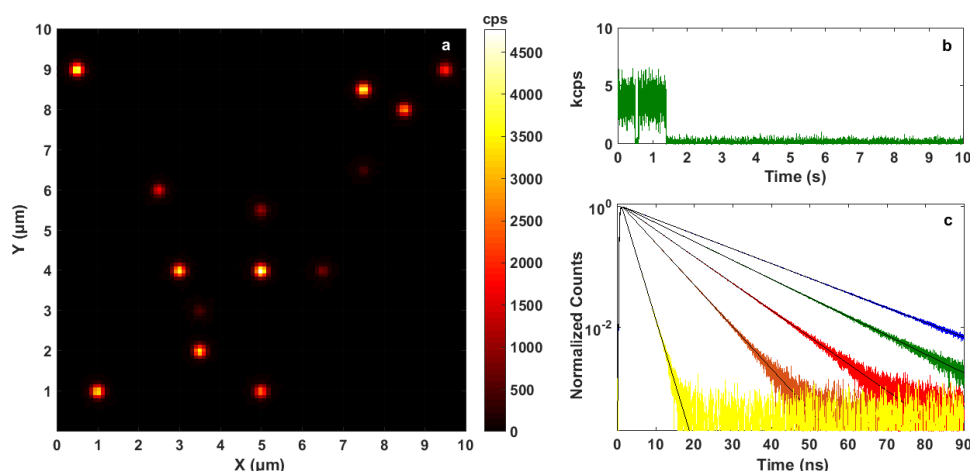 cps
a
10
9
8
7
6
5
4
3
2
1
Y (µm)
0 1 2 3 4 5 6 7 8 9 10
X (µm)
4500
4000
3500
3000
2500
2000
1500
1000
500
0
b
10
5
0
kcps
0 1 2 3 4 5 6 7 8 9 10
Time (s)
c
10⁰
10⁻²
Normalized Counts
0 10 20 30 40 50 60 70 80 90
Time (ns)